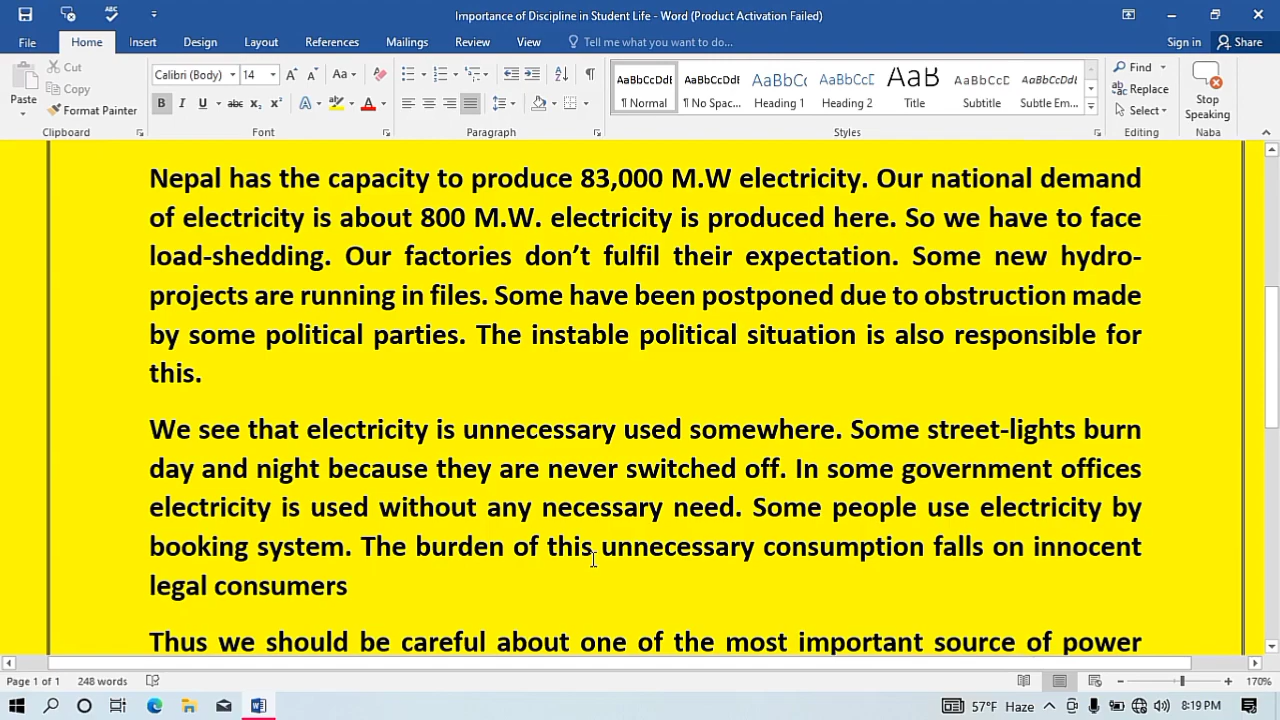 Importance of Discipline in Student Life - Word (Product Activation Failed)
File Home Insert Design Layout References Mailings Review View Tell me what you want to do... Sign in Share
Paste Cut Copy Format Painter
Calibri (Body) 14
AaBbCcDdE ¶ Normal
AaBbCcDdE ¶ No Spac...
AaBbCc Heading 1
AaBbCcC Heading 2
AaB Title
AaBbCcD Subtitle
AaBbCcDd Subtle Em...
Find
Replace
Select
Stop Speaking
Clipboard Font Paragraph Styles Editing Naba
Nepal has the capacity to produce 83,000 M.W electricity. Our national demand
of electricity is about 800 M.W. electricity is produced here. So we have to face
load-shedding. Our factories don’t fulfil their expectation. Some new hydro-
projects are running in files. Some have been postponed due to obstruction made
by some political parties. The instable political situation is also responsible for
this.
We see that electricity is unnecessary used somewhere. Some street-lights burn
day and night because they are never switched off. In some government offices
electricity is used without any necessary need. Some people use electricity by
booking system. The burden of this unnecessary consumption falls on innocent
legal consumers
Thus we should be careful about one of the most important source of power
Page 1 of 1 248 words 170%
57°F Haze 8:19 PM